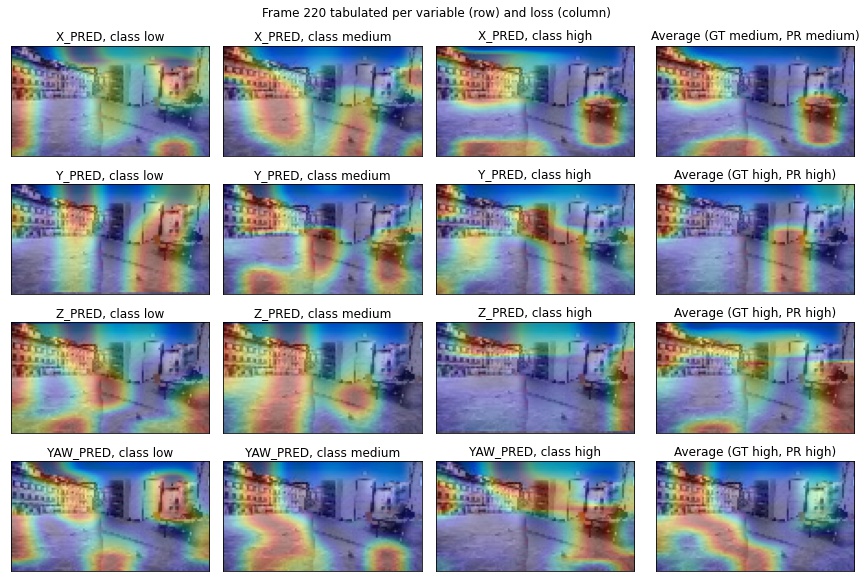 Frame 220 tabulated per variable (row) and loss (column)
X_PRED, class low
X_PRED, class medium
X_PRED, class high
Average (GT medium, PR medium)
Y_PRED, class low
Y_PRED, class medium
Y_PRED, class high
Average (GT high, PR high)
Z_PRED, class low
Z_PRED, class medium
Z_PRED, class high
Average (GT high, PR high)
YAW_PRED, class low
YAW_PRED, class medium
YAW_PRED, class high
Average (GT high, PR high)